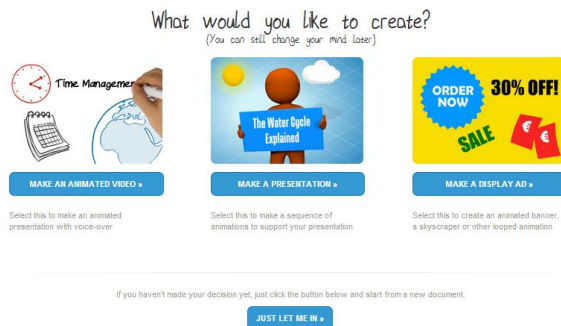 What would you like to create?
(You can still change your mind later)
Time Managemen
The Water Cycle
Explained
ORDER
NOW
30% OFF!
SALE
€
€
MAKE AN ANIMATED VIDEO »
MAKE A PRESENTATION »
MAKE A DISPLAY AD »
Select this to make an animated
presentation with voice-over
Select this to make a sequence of
animations to support your presentation
Select this to create an animated banner,
a skyscraper or other looped animation
If you haven't made your decision yet, just click the button below and start from a new document.
JUST LET ME IN »